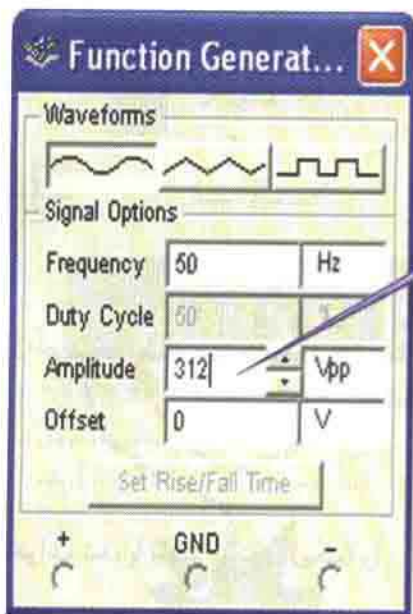 Function Generat...
Waveforms
Signal Options
Frequency 50 Hz
Duty Cycle 50
Amplitude 312 Vpp
Offset 0 V
Set Rise/Fall Time
+ GND -